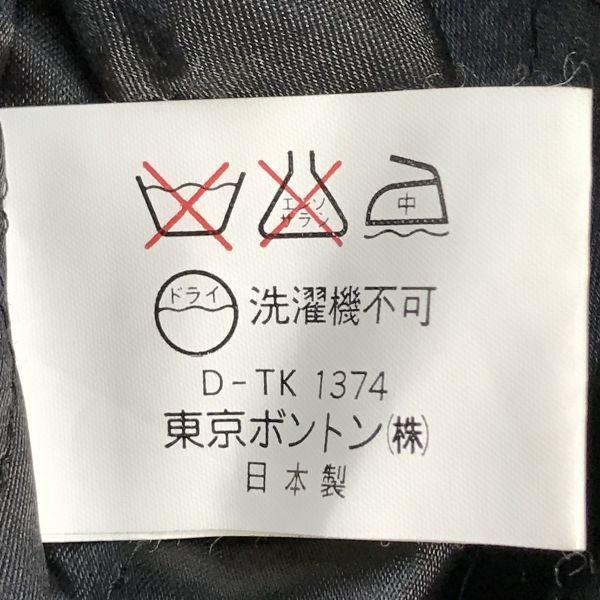 エンソ
サラシ
中
ドライ
洗濯機不可
D-TK 1374
東京ボントン㈱
日本製